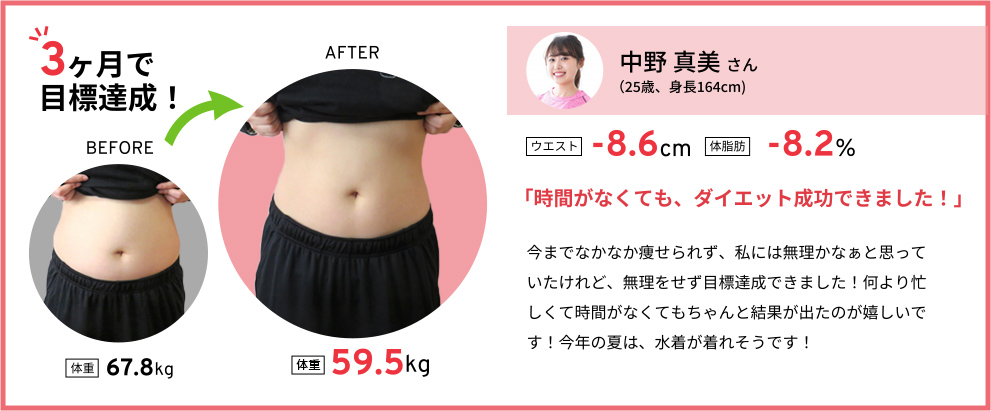 3ヶ月で
目標達成！
BEFORE
AFTER
体重 67.8kg
体重 59.5kg
中野 真美 さん
（25歳、身長164cm)
ウエスト -8.6cm 体脂肪 -8.2%
「時間がなくても、ダイエット成功できました！」
今までなかなか痩せられず、私には無理かなぁと思って
いたけれど、無理をせず目標達成できました！何より忙
しくて時間がなくてもちゃんと結果が出たのが嬉しいで
す！今年の夏は、水着が着れそうです！